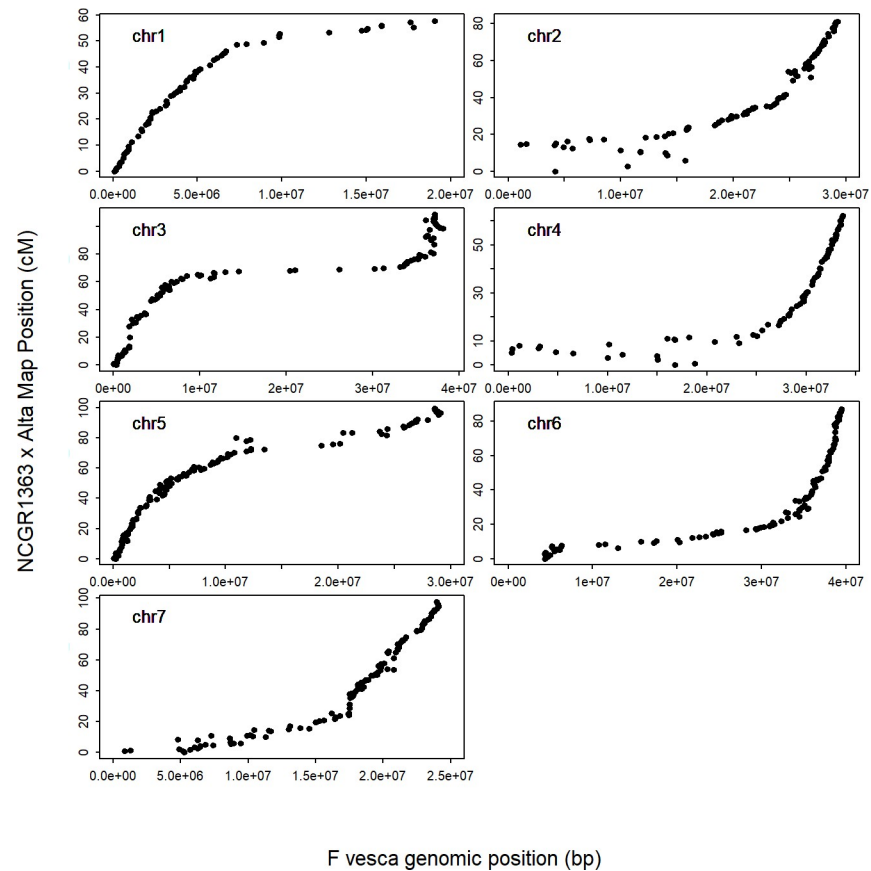 chr1
0 10 20 30 40 50 60
0.0e+00 5.0e+06 1.0e+07 1.5e+07 2.0e+07
chr2
0 20 40 60 80
0.0e+00 1.0e+07 2.0e+07 3.0e+07
chr3
0 20 40 60 80
0e+00 1e+07 2e+07 3e+07 4e+07
chr4
0 10 30 50
0.0e+00 1.0e+07 2.0e+07 3.0e+07
chr5
0 20 40 60 80 100
0.0e+00 1.0e+07 2.0e+07 3.0e+07
chr6
0 20 40 60 80
0e+00 1e+07 2e+07 3e+07 4e+07
chr7
0 20 40 60 80 100
0.0e+00 5.0e+06 1.0e+07 1.5e+07 2.0e+07 2.5e+07
NCGR1363 x Alta Map Position (cM)
F vesca genomic position (bp)